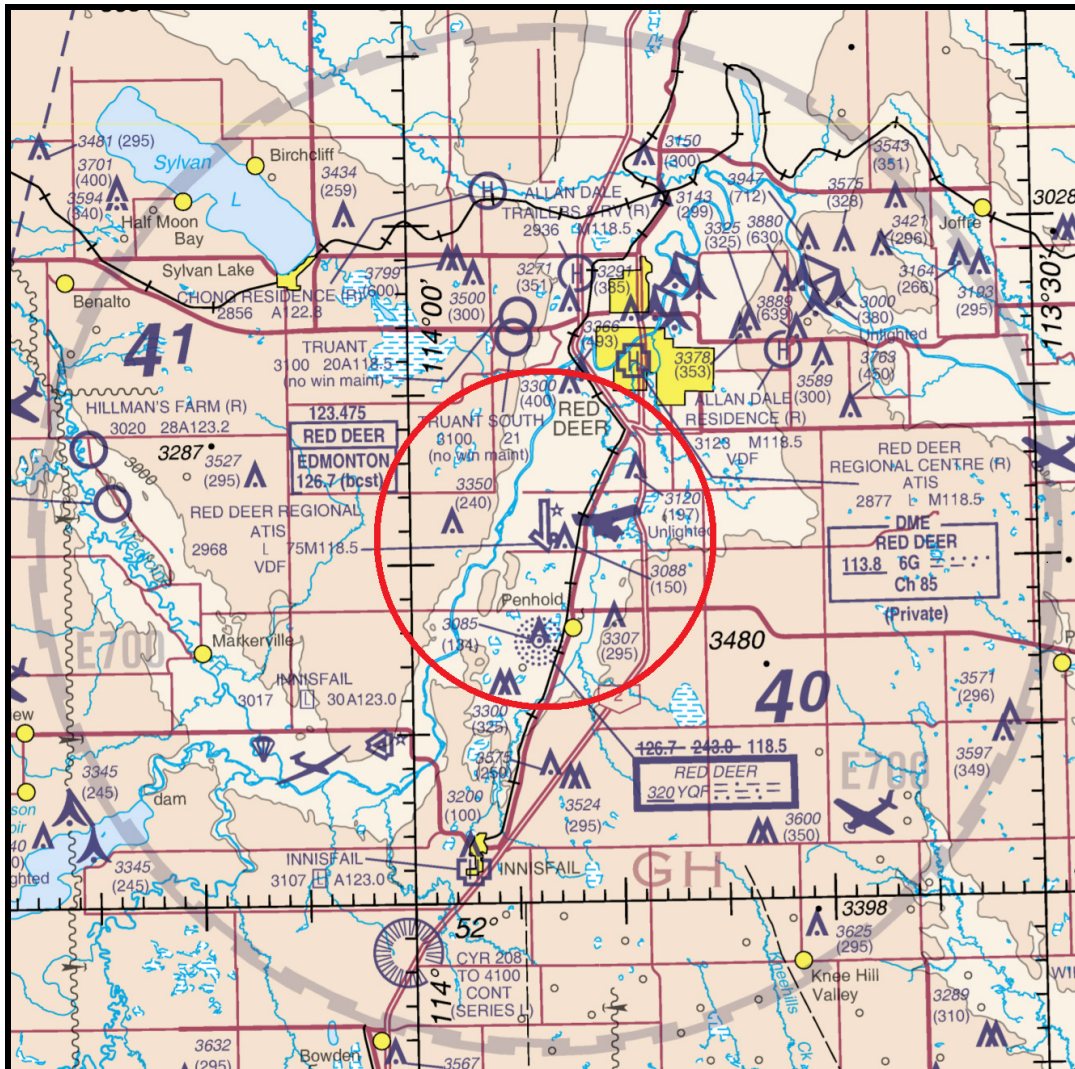 3481 (295)
3701
(400)
3594
(340)
Sylvan
L
Birchcliff
Half Moon
Bay
3434
(259)
Sylvan Lake
Benalto
3799
(600)
CHONG RESIDENCE (R)
2856 A122.8
ALLAN DALE
TRAILERS + RV (R)
2936 M118.5
3150
(300)
3143
(299)
3947
(712)
3325
(325)
3880
(630)
3575
(328)
3543
(351)
3421
(296)
Joffre
3028
3164
(266)
3183
(295)
113°30'
3271
(351)
3291
(385)
3500
(300)
114°00'
3366
(493)
3378
(353)
3889
(639)
3000
(380)
Unlighted
3763
(450)
3589
(300)
41
TRUANT
3100 20A118.5
(no win maint)
HILLMAN'S FARM (R)
3020 28A123.2
3287
3527
(295)
3000
123.475
RED DEER
EDMONTON
126.7 (bcst)
TRUANT SOUTH
3100 21
(no win maint)
3300
(400)
RED
DEER
ALLAN DALE
RESIDENCE (R)
3123 M118.5
VDF
RED DEER
REGIONAL CENTRE (R)
ATIS
2877 L M118.5
3350
(240)
RED DEER REGIONAL
ATIS
2968 L 75M118.5
VDF
3120
(197)
Unlighted
3088
(150)
DME
RED DEER
113.8 6G
Ch 85
(Private)
Medicine
Penhold
3085
(184)
3307
(295)
3480
Markerville
E700
INNISFAIL
3017 L 30A123.0
3300
(325)
2
40
3571
(296)
3597
(349)
3575
(250)
126.7 243.0 118.5
RED DEER
320 YQF
E700
3345
(245)
dam
3200
(100)
3524
(295)
3600
(350)
3345
(245)
INNISFAIL
3107 H A123.0
H
INNISFAIL
GH
52°
114°
CYR 208
TO 4100
CONT
(SERIES L)
3398
3625
(295)
Knee Hill
Valley
Kneehills
Ck
3289
(310)
3632
(295)
Bowden
3567